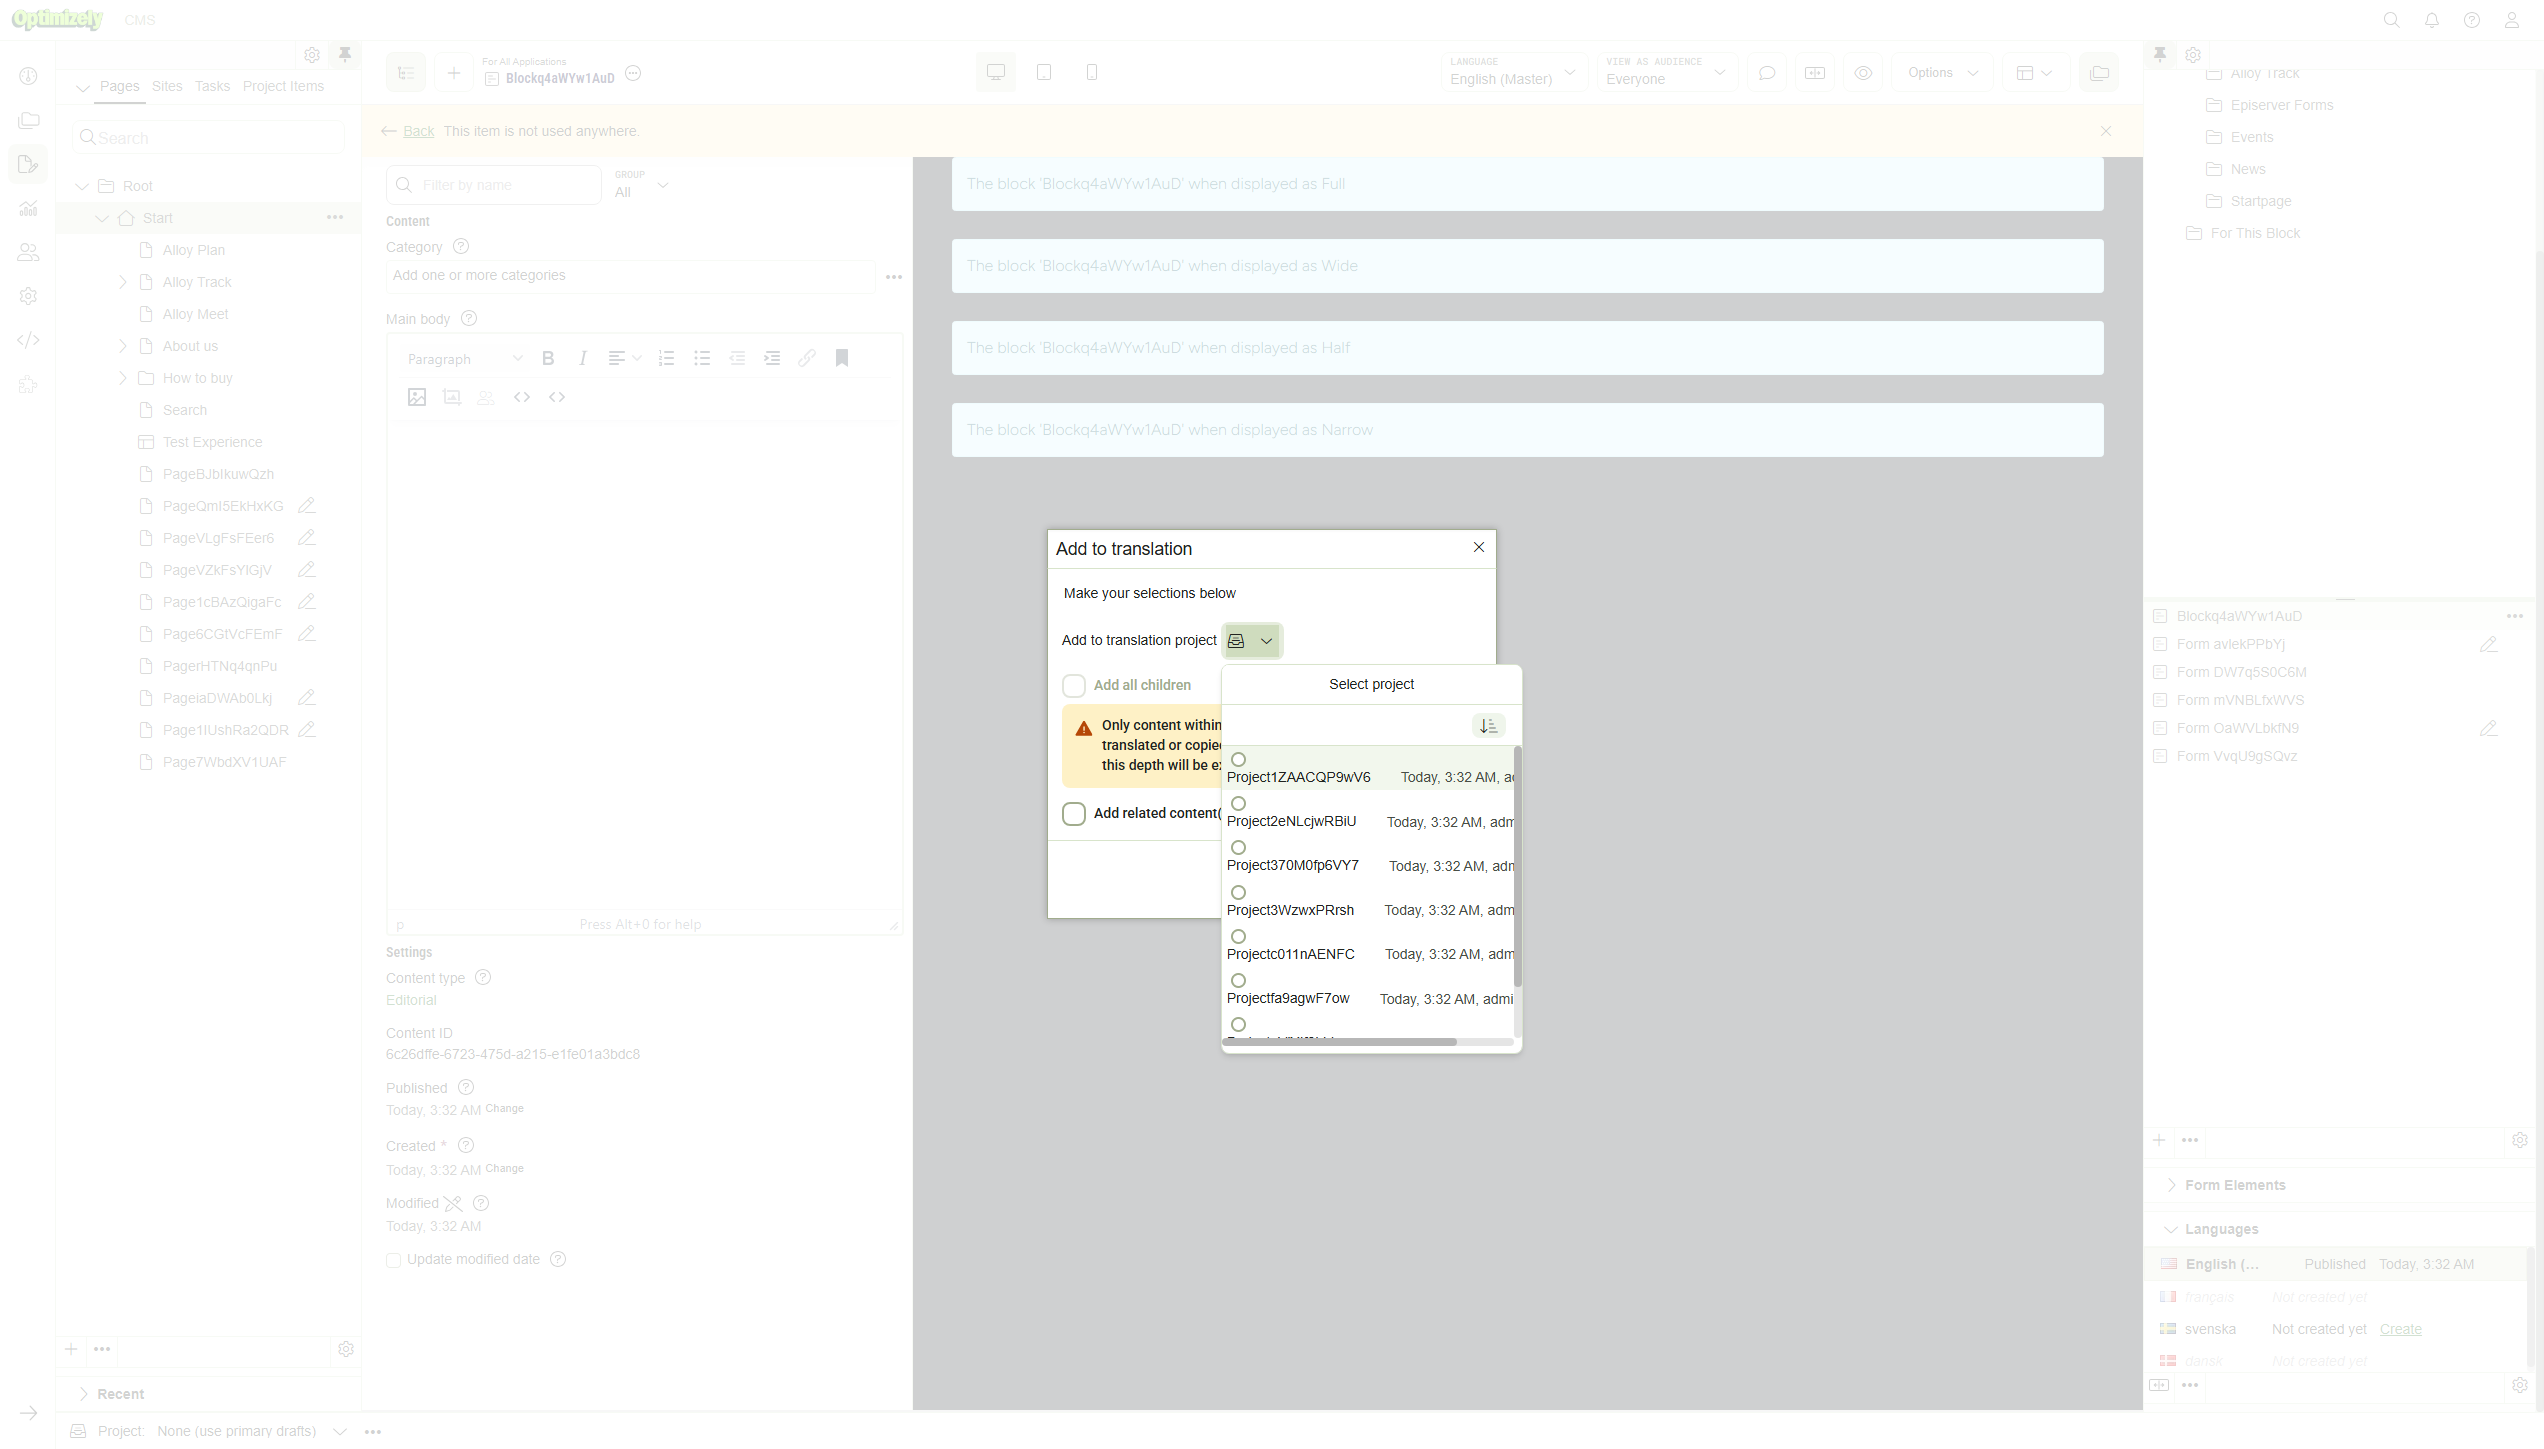 Optimizely CMS
Pages Sites Tasks Project Items
Search
Root
Start
Alloy Plan
Alloy Track
Alloy Meet
About us
How to buy
Search
Test Experience
PageBJbIkuwQzh
PageQmI5EkHxKG
PageVLgFsFEer6
PageVZkFsYIGjV
Page1cBAzQigaFc
Page6CGtVcFEmF
PagerHTNq4qnPu
PageiaDWAb0Lkj
Page1IUshRa2QDR
Page7WbdXV1UAF
Recent
Project: None (use primary drafts)
For All Applications
Blockq4aWYw1AuD
LANGUAGE
English (Master)
VIEW AS AUDIENCE
Everyone
Options
Back This item is not used anywhere.
Filter by name
GROUP
All
Content
Category
Add one or more categories
Main body
Paragraph
p Press Alt+0 for help
Settings
Content type
Editorial
Content ID
6c26dffe-6723-475d-a215-e1fe01a3bdc8
Published
Today, 3:32 AM Change
Created *
Today, 3:32 AM Change
Modified
Today, 3:32 AM
Update modified date
The block 'Blockq4aWYw1AuD' when displayed as Full
The block 'Blockq4aWYw1AuD' when displayed as Wide
The block 'Blockq4aWYw1AuD' when displayed as Half
The block 'Blockq4aWYw1AuD' when displayed as Narrow
Add to translation
Make your selections below
Add to translation project
Add all children
Only content within
translated or copie
this depth will be e
Add related content(
Select project
Project1ZAACQP9wV6 Today, 3:32 AM, a
Project2eNLcjwRBiU Today, 3:32 AM, adm
Project370M0fp6VY7 Today, 3:32 AM, adn
Project3WzwxPRrsh Today, 3:32 AM, adm
Projectc011nAENFC Today, 3:32 AM, adm
Projectfa9agwF7ow Today, 3:32 AM, admi
Alloy Track
Episerver Forms
Events
News
Startpage
For This Block
Blockq4aWYw1AuD
Form avIekPPbYj
Form DW7q5S0C6M
Form mVNBLfxWVS
Form OaWVLbkfN9
Form VvqU9gSQvz
Form Elements
Languages
English (... Published Today, 3:32 AM
français Not created yet
svenska Not created yet Create
dansk Not created yet